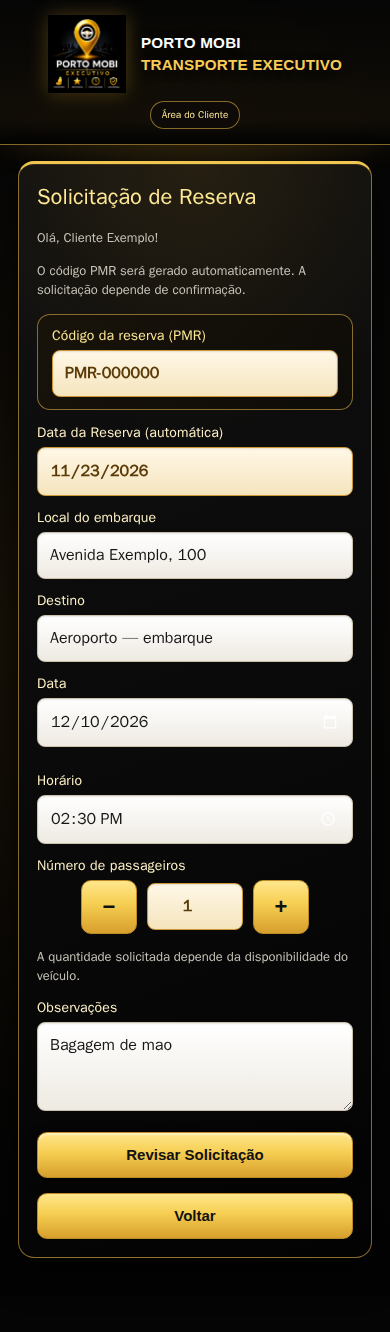 PORTO MOBI
EXECUTIVO
PORTO MOBI
TRANSPORTE EXECUTIVO
Área do Cliente
Solicitação de Reserva
Olá, Cliente Exemplo!
O código PMR será gerado automaticamente. A
solicitação depende de confirmação.
Código da reserva (PMR)
PMR-000000
Data da Reserva (automática)
11/23/2026
Local do embarque
Avenida Exemplo, 100
Destino
Aeroporto — embarque
Data
12/10/2026
Horário
02:30 PM
Número de passageiros
− 1 +
A quantidade solicitada depende da disponibilidade do
veículo.
Observações
Bagagem de mao
Revisar Solicitação
Voltar